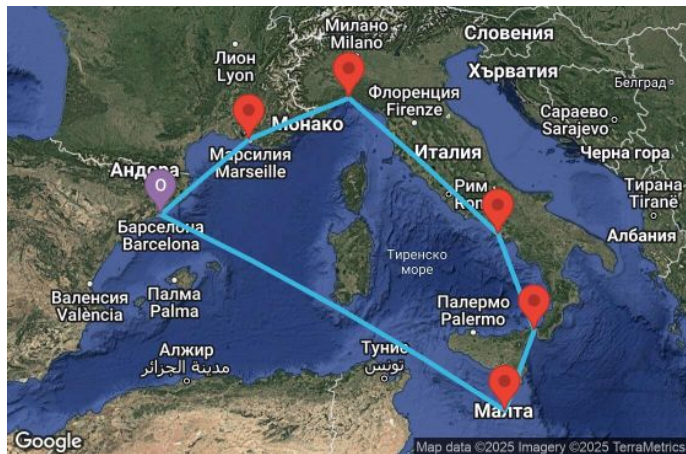 Милано
Milano
Словения
Лион
Lyon
Хърватия
Белград
Флоренция
Firenze
Монако
Сараево
Sarajevo
Марсилия
Marseille
Италия
Черна гора
Андора
Рим
Тирана
Tiranë
O
Барселона
Barcelona
Албания
Тиренско
море
Валенсия
València
Палма
Palma
Палермо
Palermo
Алжир
مدينة الجزائر
Тунис
تونس
Малта
Google
Map data ©2025 Imagery ©2025 TerraMetrics